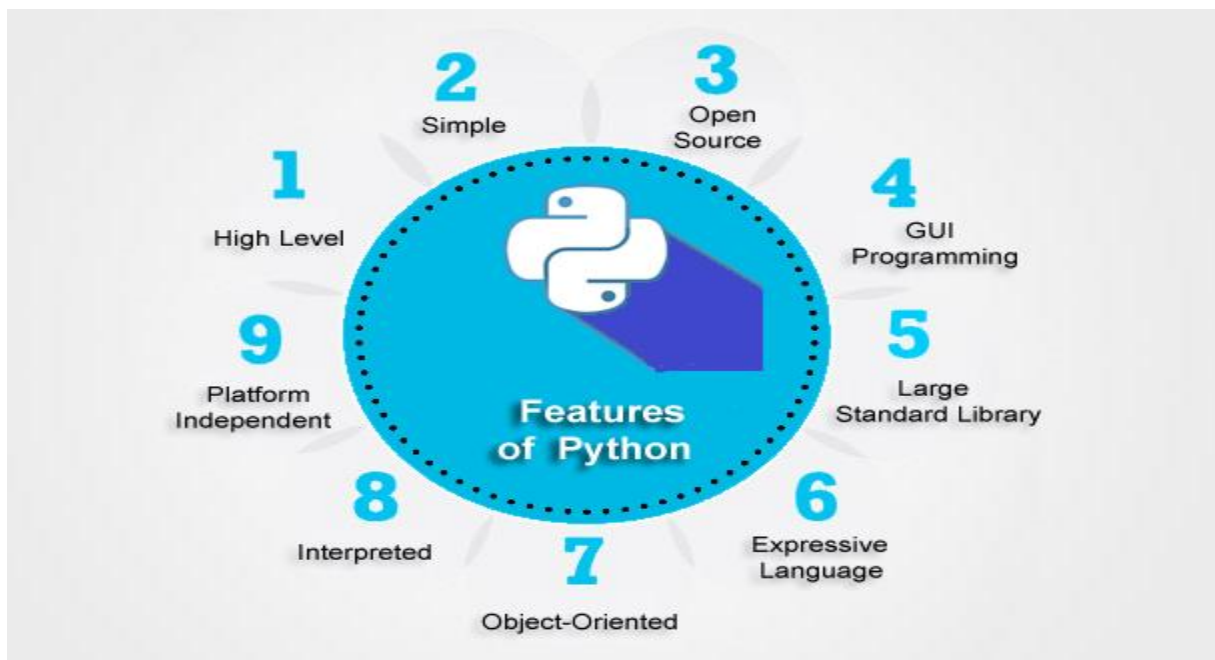 1
High Level
2
Simple
3
Open
Source
4
GUI
Programming
5
Large
Standard Library
6
Expressive
Language
7
Object-Oriented
8
Interpreted
9
Platform
Independent
Features
of Python